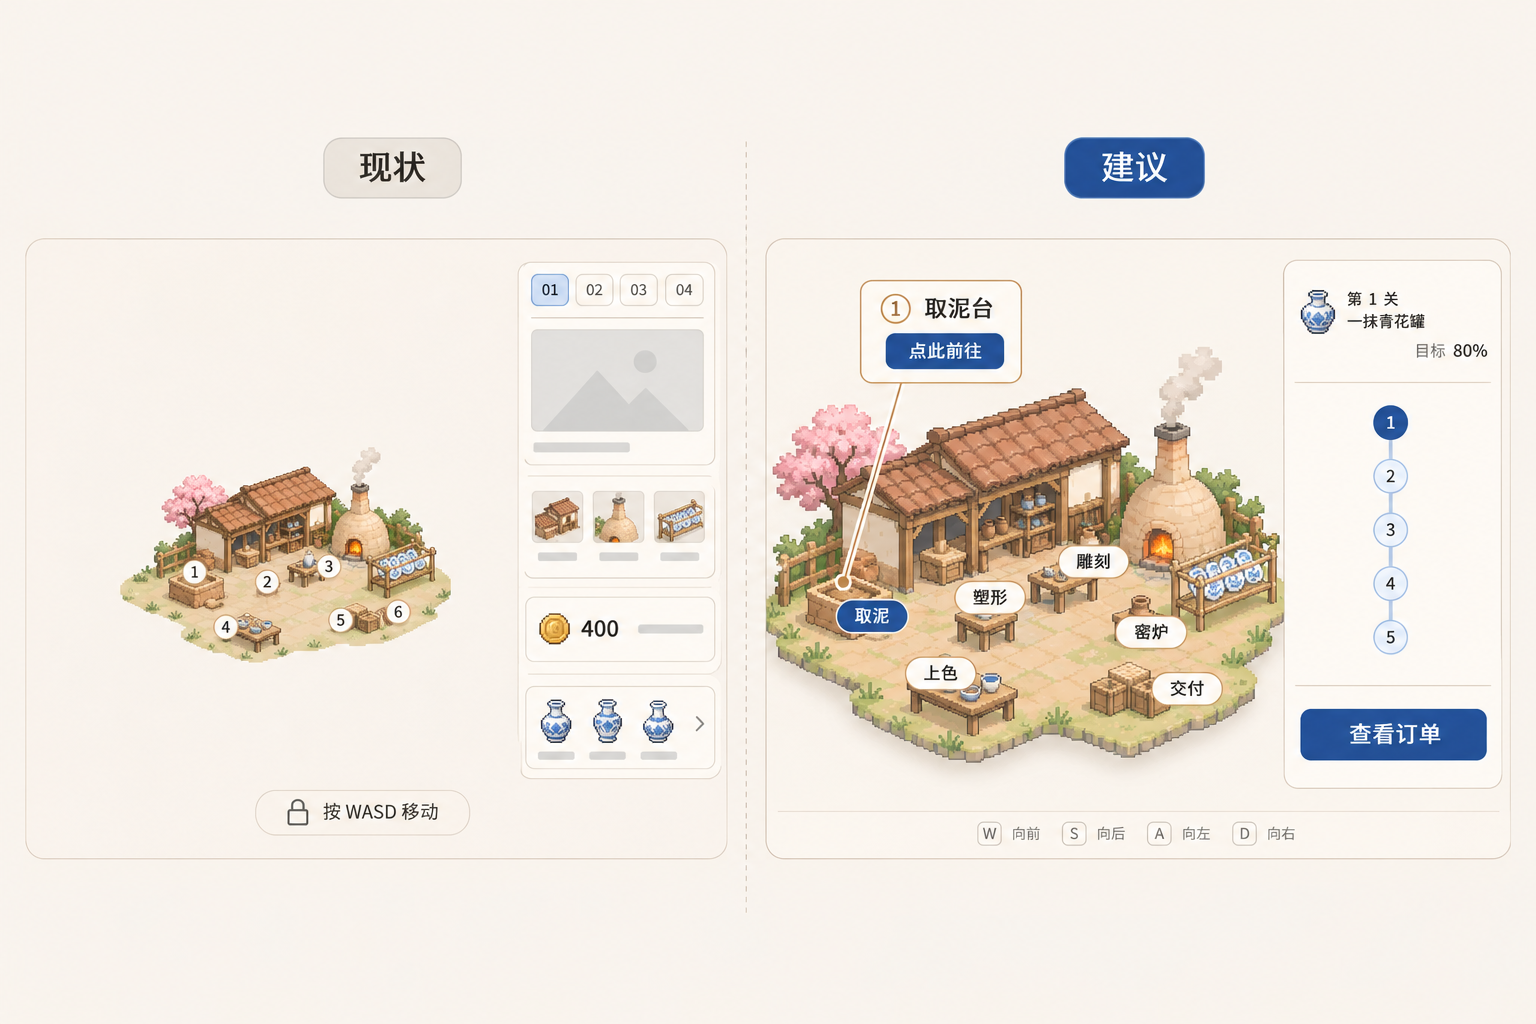 现状
01 02 03 04
1
2
3
4
5
6
400
按 WASD 移动
建议
1 取泥台
点此前往
取泥
塑形
雕刻
密炉
上色
交付
第 1 关
一抹青花罐
目标 80%
1
2
3
4
5
查看订单
W 向前 S 向后 A 向左 D 向右